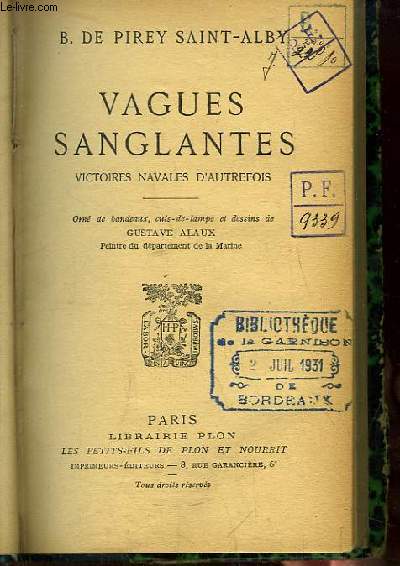 B. DE PIREY SAINT-ALBY
VAGUES
SANGLANTES
VICTOIRES NAVALES D'AUTREFOIS
Orné de bandeaux, culs-de-lampe et dessins de
GUSTAVE ALAUX
Peintre du département de la Marine
P.F.
9339
LABOR
H·P
BIBLIOTHÈQUE
de la GARNISON
2 JUIL 1931
DE
BORDEAUX
PARIS
LIBRAIRIE PLON
LES PETITS-FILS DE PLON ET NOURRIT
IMPRIMEURS-ÉDITEURS — 8, RUE GARANCIÈRE, 6e
Tous droits réservés
le-livre.com